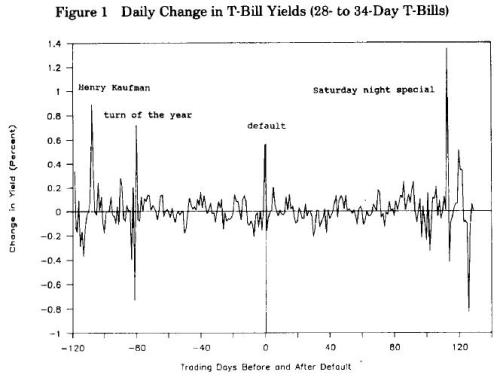 Figure 1 Daily Change in T-Bill Yields (28- to 34-Day T-Bills)
1.4
1.2
1
0.8
0.6
0.4
0.2
0
-0.2
-0.4
-0.6
-0.8
-1
Change in Yield (Percent)
Henry Kaufman
turn of the year
default
Saturday night special
-120
-80
-40
0
40
80
120
Trading Days Before and After Default